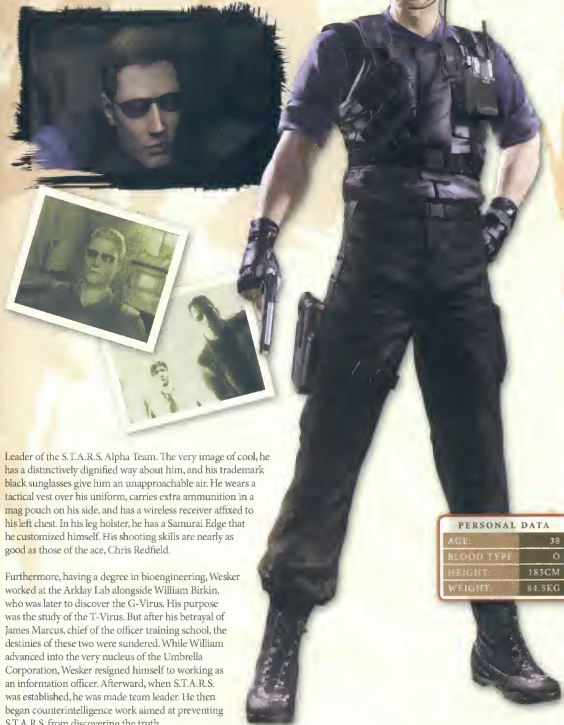 Leader of the S.T.A.R.S. Alpha Team. The very image of cool, he
has a distinctively dignified way about him, and his trademark
black sunglasses give him an unapproachable air. He wears a
tactical vest over his uniform, carries extra ammunition in a
mag pouch on his side, and has a wireless receiver affixed to
his left chest. In his leg holster, he has a Samurai Edge that
he customized himself. His shooting skills are nearly as
good as those of the ace, Chris Redfield.
Furthermore, having a degree in bioengineering, Wesker
worked at the Arklay Lab alongside William Birkin,
who was later to discover the G-Virus. His purpose
was the study of the T-Virus. But after his betrayal of
James Marcus, chief of the officer training school, the
destinies of these two were sundered. While William
advanced into the very nucleus of the Umbrella
Corporation, Wesker resigned himself to working as
an information officer. Afterward, when S.T.A.R.S.
was established, he was made team leader. He then
began counterintelligence work aimed at preventing
S.T.A.R.S. from discovering the truth.
PERSONAL DATA
AGE: 38
BLOOD TYPE: O
HEIGHT: 183CM
WEIGHT: 84.5KG